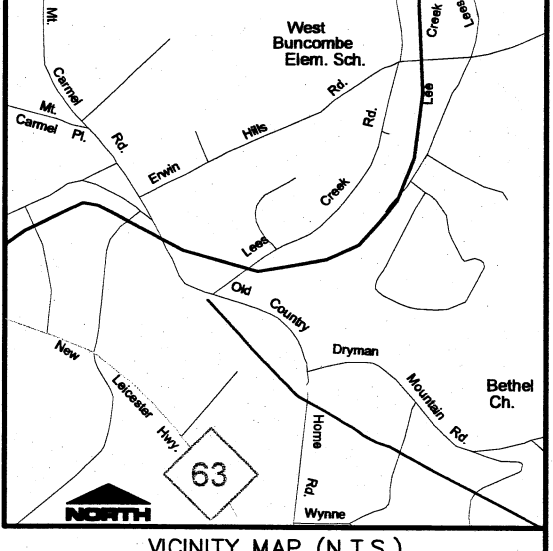 Mt.
Carmel
Rd.
Mt.
Carmel Pl.
West
Buncombe
Elem. Sch.
Creek
Lees
Lee
Erwin
Hills
Rd.
Lees
Creek
Rd.
Old
Country
Home
Rd.
Dryman
Mountain
Rd.
Bethel
Ch.
New
Leicester
Hwy.
63
Wynne
NORTH
VICINITY MAP (N.T.S.)